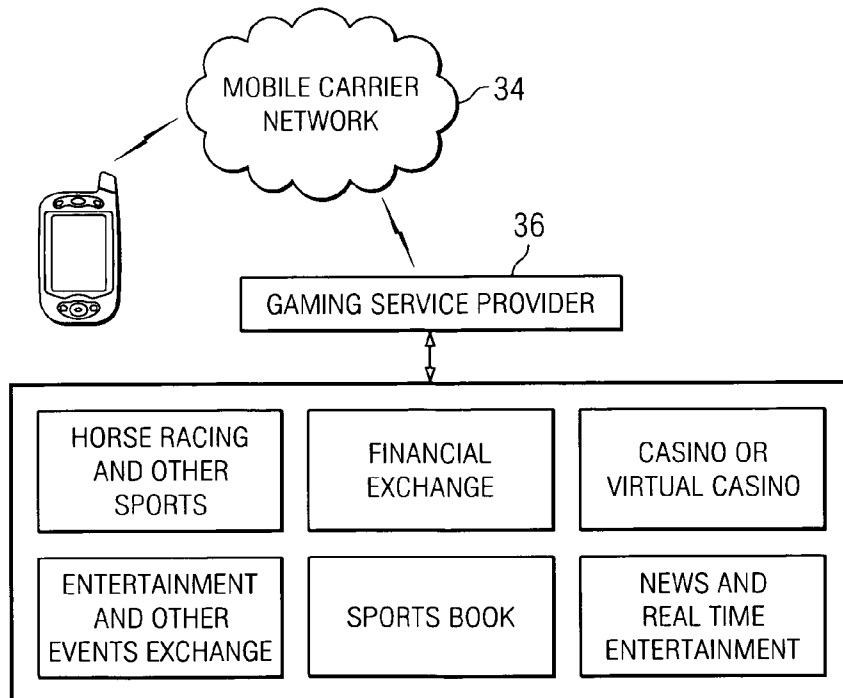 MOBILE CARRIER
NETWORK
34
36
GAMING SERVICE PROVIDER
HORSE RACING
AND OTHER
SPORTS
FINANCIAL
EXCHANGE
CASINO OR
VIRTUAL CASINO
ENTERTAINMENT
AND OTHER
EVENTS EXCHANGE
SPORTS BOOK
NEWS AND
REAL TIME
ENTERTAINMENT